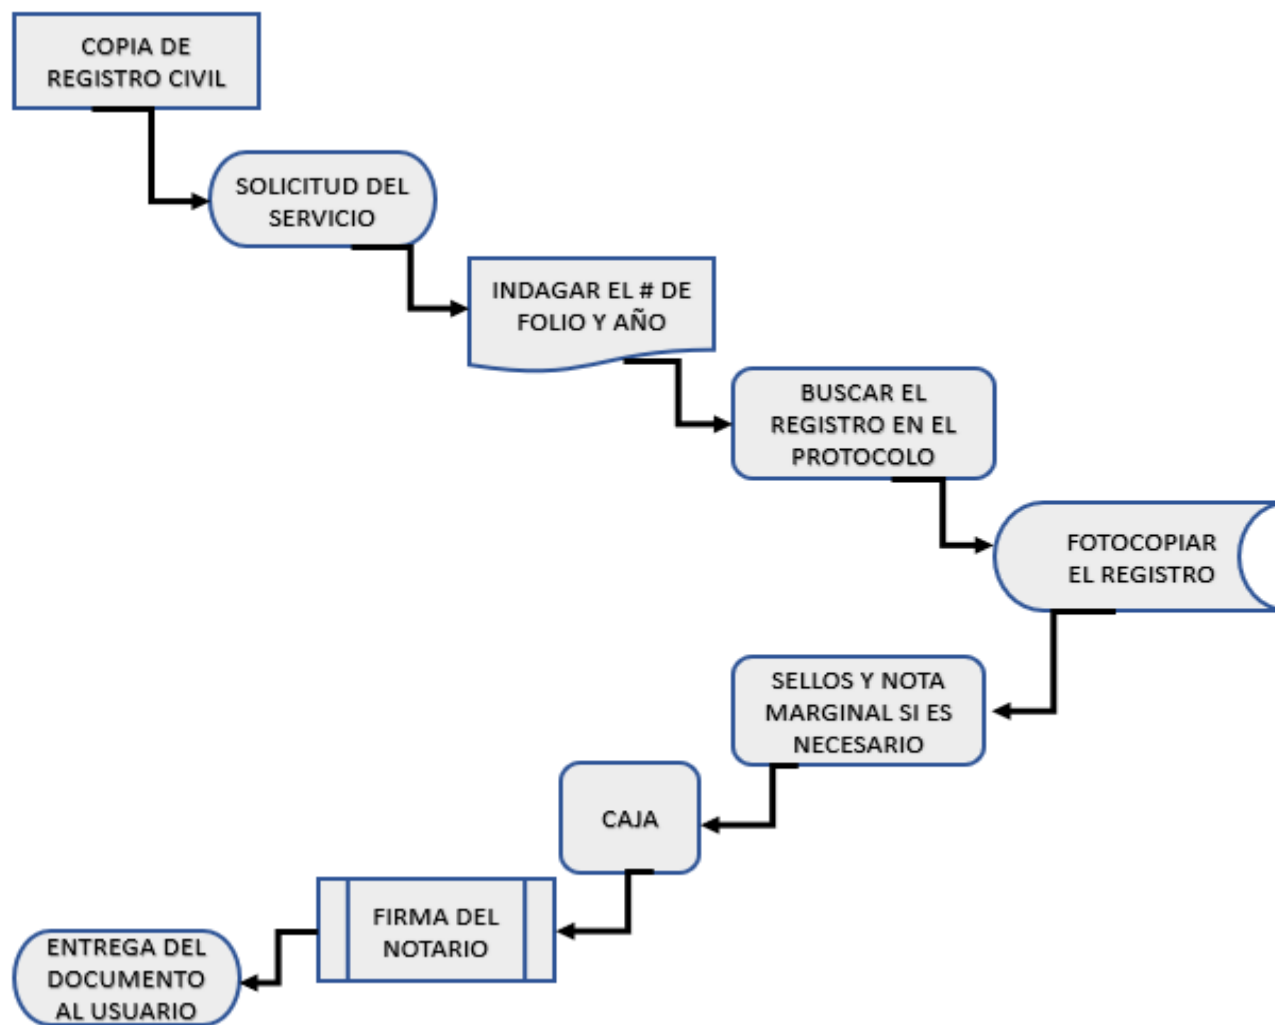 COPIA DE
REGISTRO CIVIL
SOLICITUD DEL
SERVICIO
INDAGAR EL # DE
FOLIO Y AÑO
BUSCAR EL
REGISTRO EN EL
PROTOCOLO
FOTOCOPIAR
EL REGISTRO
SELLOS Y NOTA
MARGINAL SI ES
NECESARIO
CAJA
FIRMA DEL
NOTARIO
ENTREGA DEL
DOCUMENTO
AL USUARIO